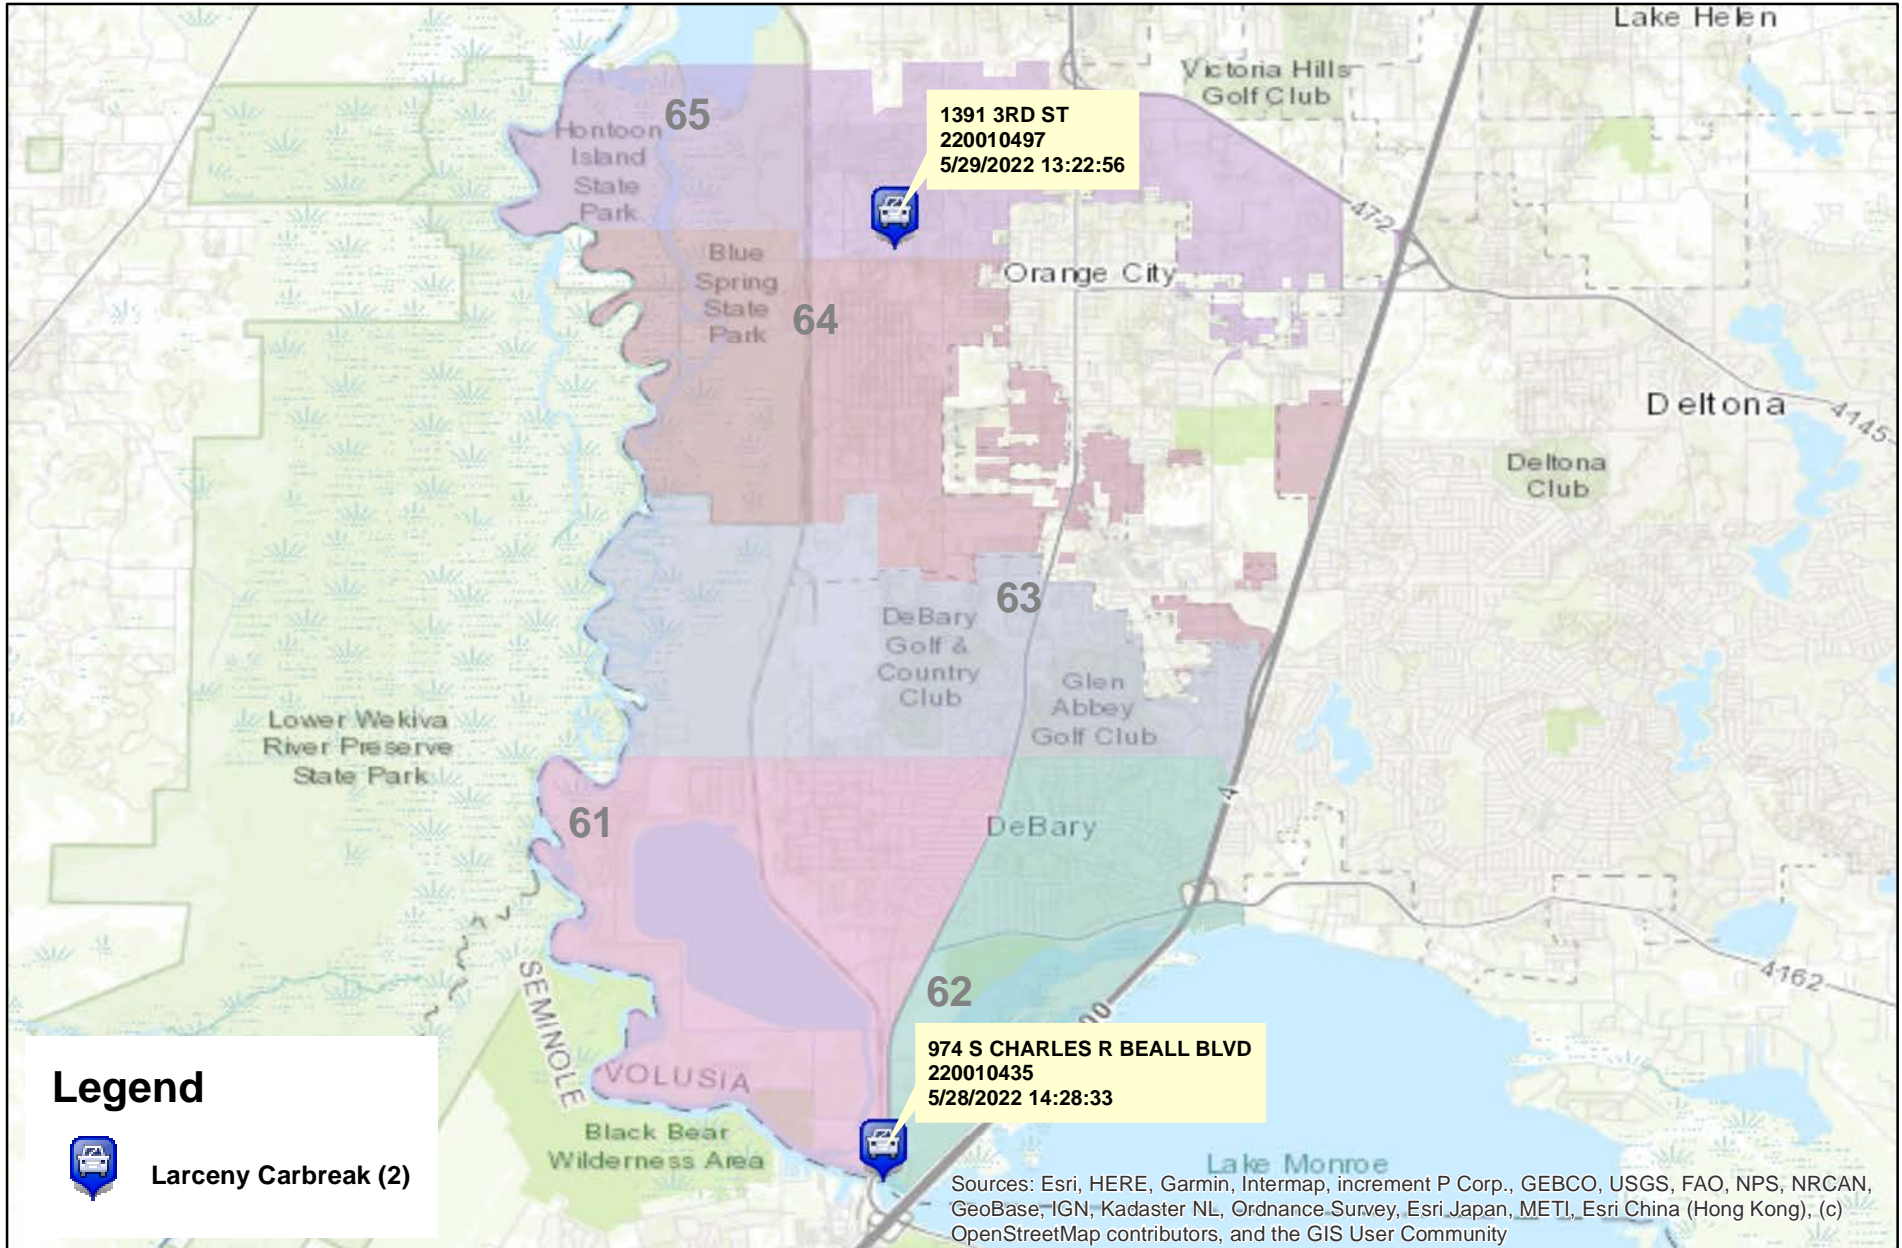 Lake Helen
Victoria Hills
Golf Club
65
1391 3RD ST
220010497
5/29/2022 13:22:56
Hontoon
Island
State
Park
472
Blue
Spring
State
Park
Orange City
64
Deltona
4145
Deltona
Club
63
DeBary
Golf &
Country
Club
Glen
Abbey
Golf Club
Lower Wekiva
River Preserve
State Park
4
61
DeBary
62
4162
SEMINOLE
VOLUSIA
974 S CHARLES R BEALL BLVD
220010435
5/28/2022 14:28:33
Black Bear
Wilderness Area
Lake Monroe
Legend
Larceny Carbreak (2)
Sources: Esri, HERE, Garmin, Intermap, increment P Corp., GEBCO, USGS, FAO, NPS, NRCAN,
GeoBase, IGN, Kadaster NL, Ordnance Survey, Esri Japan, METI, Esri China (Hong Kong), (c)
OpenStreetMap contributors, and the GIS User Community